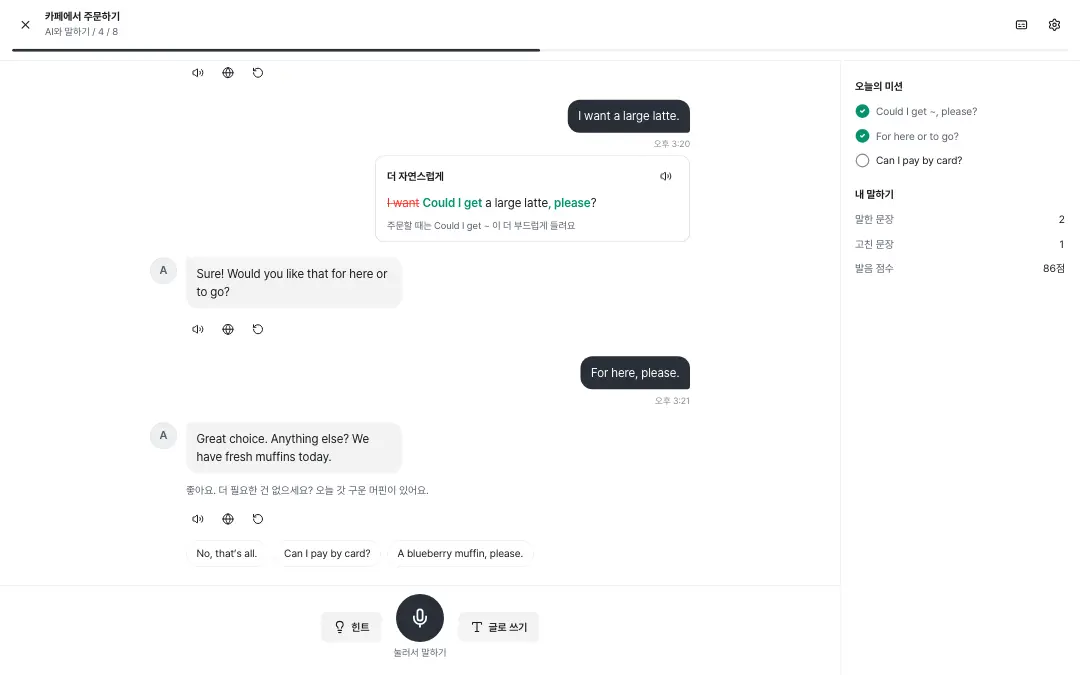 카페에서 주문하기
AI와 말하기 / 4 / 8
I want a large latte.
오후 3:20
더 자연스럽게
I want Could I get a large latte, please?
주문할 때는 Could I get ~ 이 더 부드럽게 들려요
A
Sure! Would you like that for here or
to go?
For here, please.
오후 3:21
A
Great choice. Anything else? We
have fresh muffins today.
좋아요. 더 필요한 건 없으세요? 오늘 갓 구운 머핀이 있어요.
No, that's all.
Can I pay by card?
A blueberry muffin, please.
힌트
글로 쓰기
눌러서 말하기
오늘의 미션
Could I get ~, please?
For here or to go?
Can I pay by card?
내 말하기
말한 문장 2
고친 문장 1
발음 점수 86점